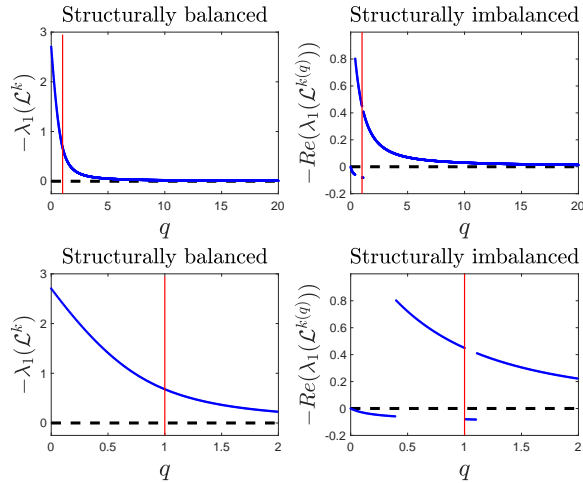 Structurally balanced
3
2
1
0
0 5 10 15 20
q
−λ₁(ℒᵏ)
Structurally imbalanced
0.8
0.6
0.4
0.2
0
-0.2
0 5 10 15 20
q
−Re(λ₁(ℒᵏ⁽q⁾))
Structurally balanced
3
2
1
0
0 0.5 1 1.5 2
q
−λ₁(ℒᵏ)
Structurally imbalanced
0.8
0.6
0.4
0.2
0
-0.2
0 0.5 1 1.5 2
q
−Re(λ₁(ℒᵏ⁽q⁾))